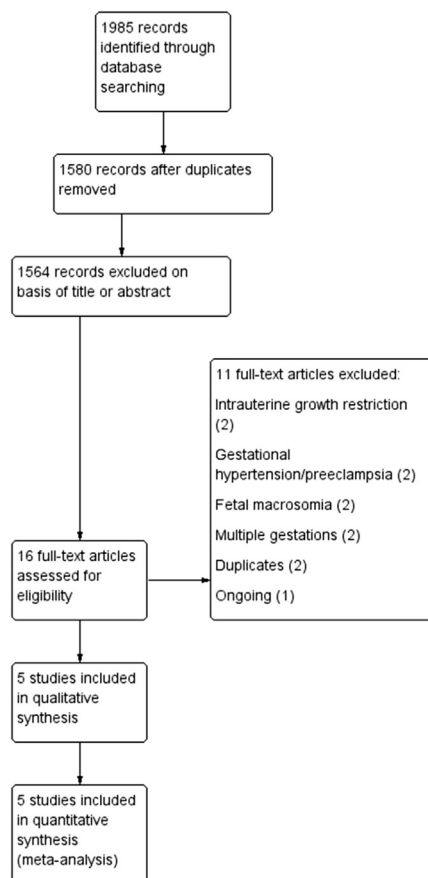 1985 records
identified through
database
searching
1580 records after duplicates
removed
1564 records excluded on
basis of title or abstract
11 full-text articles excluded:
Intrauterine growth restriction
(2)
Gestational
hypertension/preeclampsia (2)
Fetal macrosomia (2)
Multiple gestations (2)
Duplicates (2)
Ongoing (1)
16 full-text articles
assessed for
eligibility
5 studies included
in qualitative
synthesis
5 studies included
in quantitative
synthesis
(meta-analysis)